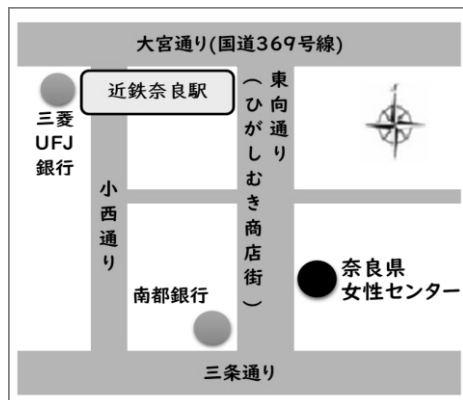 大宮通り(国道369号線)
近鉄奈良駅
三菱
UFJ
銀行
小西通り
東向通り
(ひがしむき商店街)
南都銀行
奈良県
女性センター
三条通り